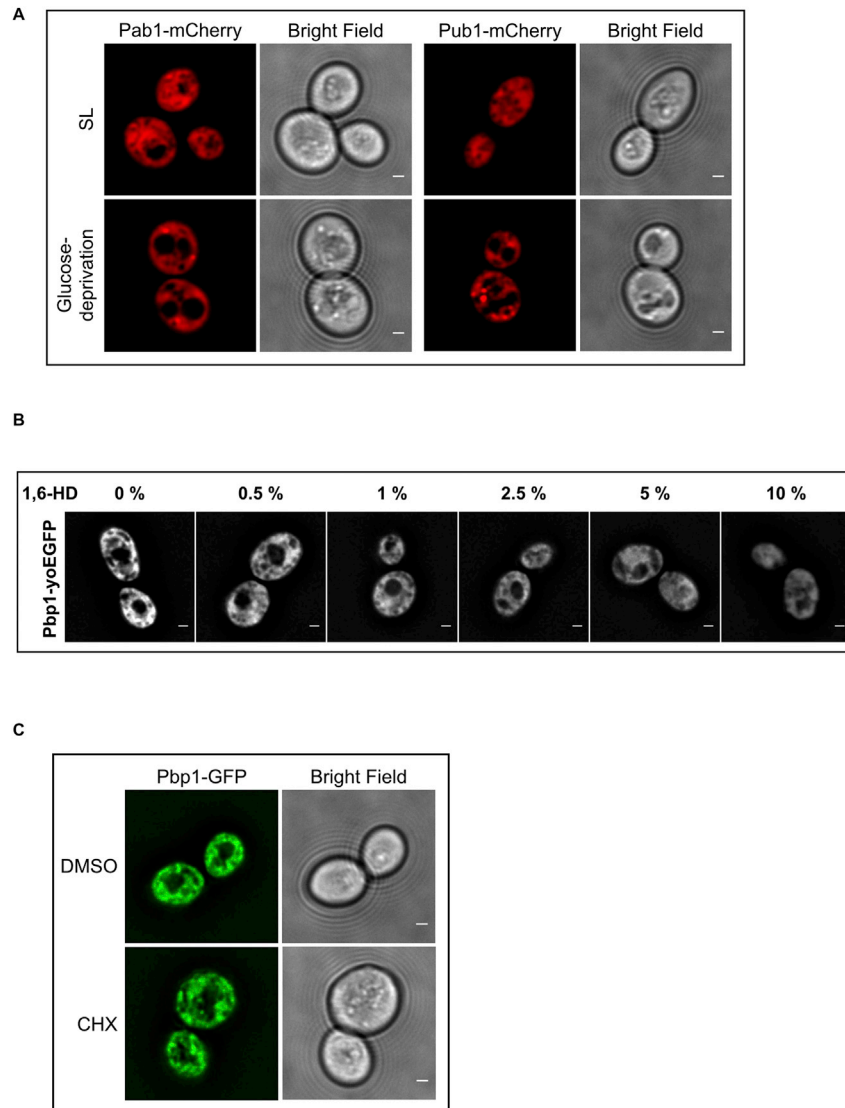 A
Pab1-mCherry Bright Field Pub1-mCherry Bright Field
SL
Glucose-
deprivation
B
1,6-HD 0 % 0.5 % 1 % 2.5 % 5 % 10 %
Pbp1-yoEGFP
C
Pbp1-GFP Bright Field
DMSO
CHX